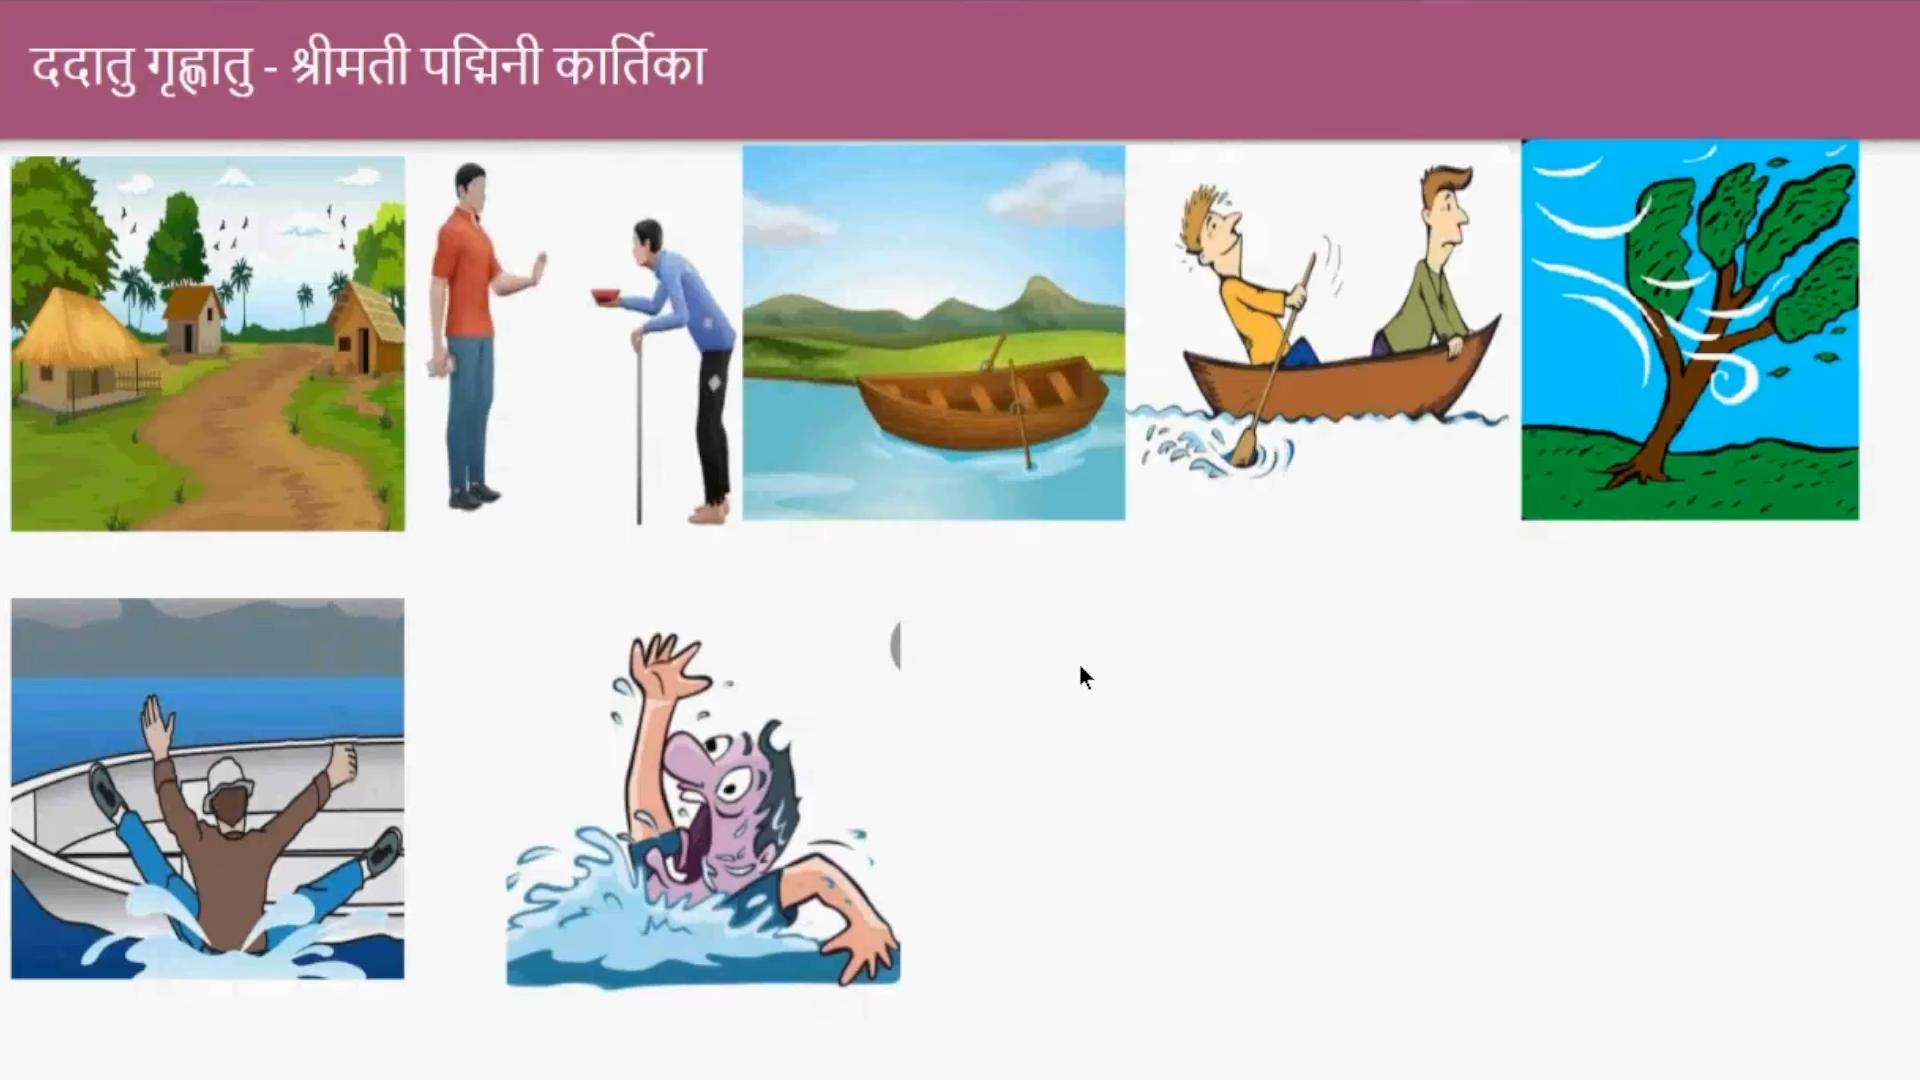 ददातु गृह्णातु - श्रीमती पद्मिनी कार्तिका